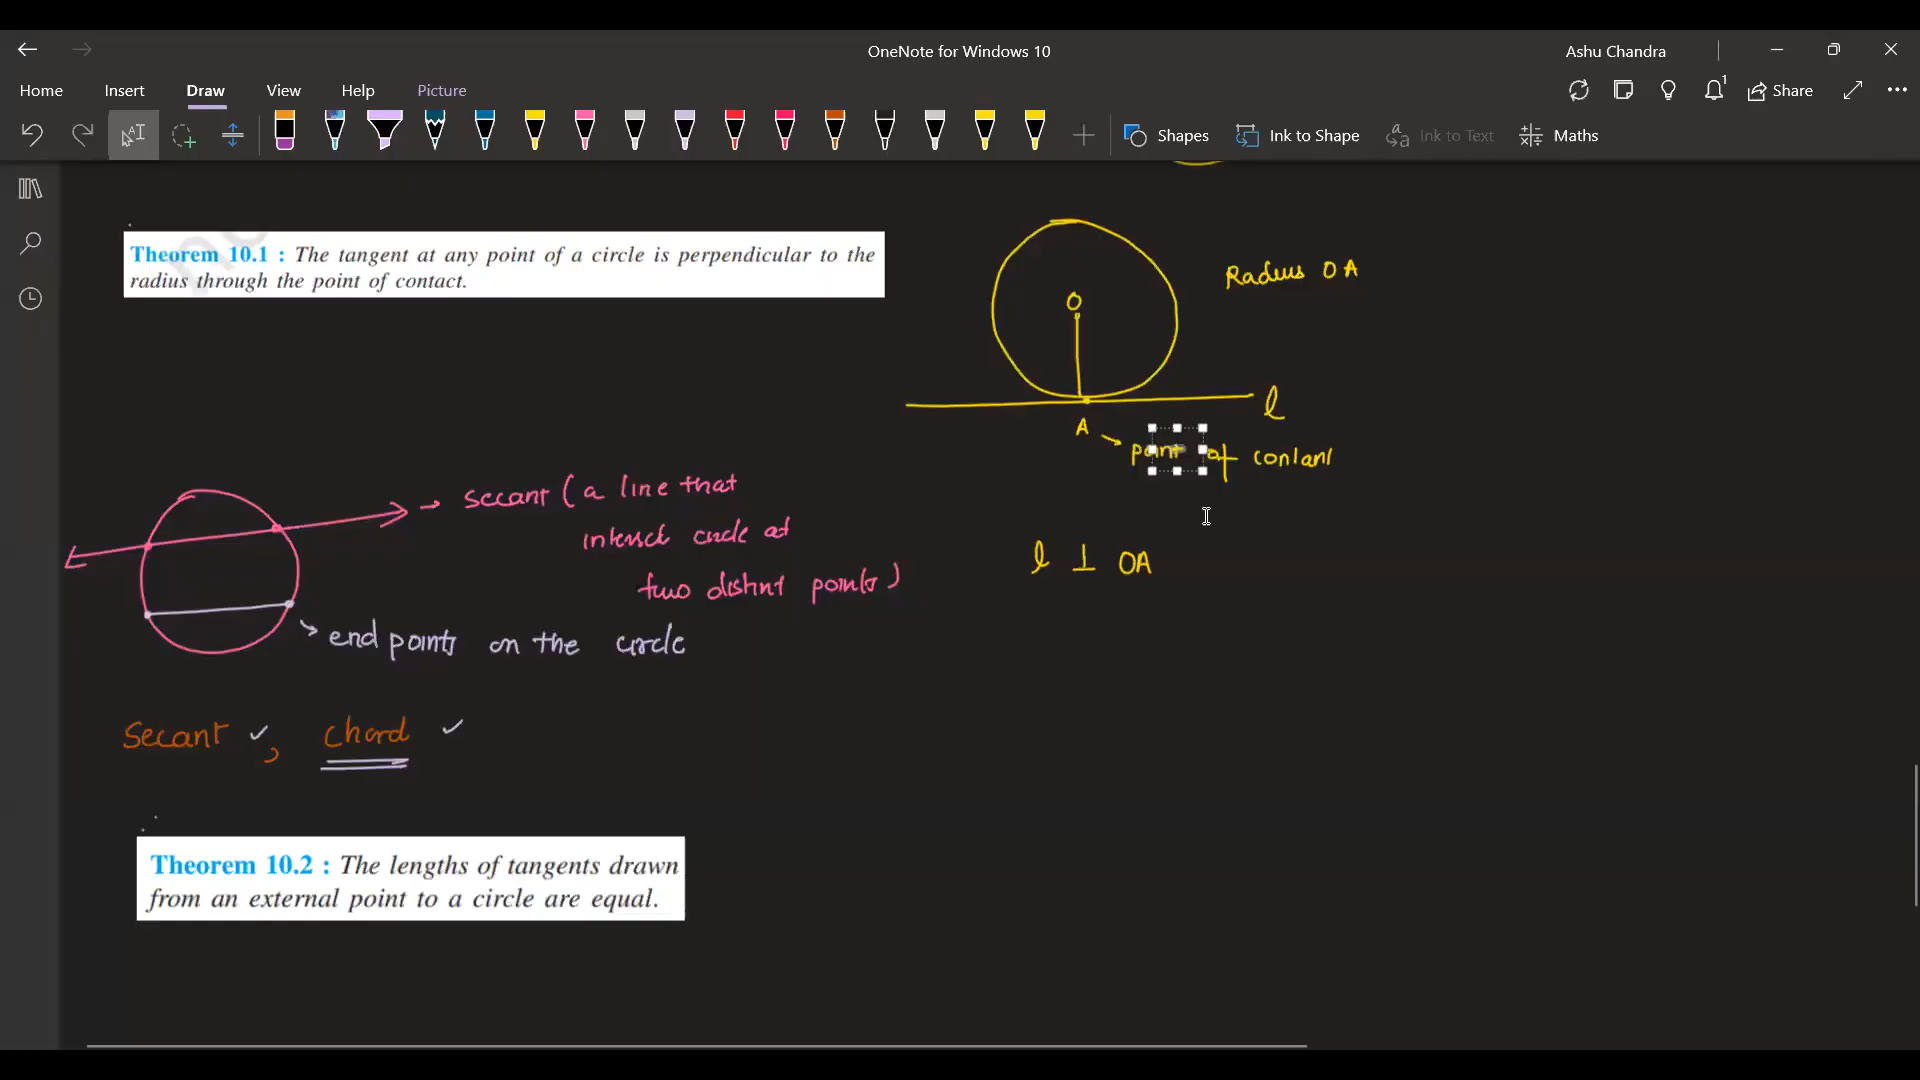 OneNote for Windows 10
Ashu Chandra
Home Insert Draw View Help Picture
1
Share
Shapes Ink to Shape Ink to Text Maths
Theorem 10.1 : The tangent at any point of a circle is perpendicular to the
radius through the point of contact.
O
Radius OA
l
A
point of contant
l ⊥ OA
secant (a line that
intersct circle at
two distint points)
end points on the circle
Secant ✓, chord ✓
Theorem 10.2 : The lengths of tangents drawn
from an external point to a circle are equal.